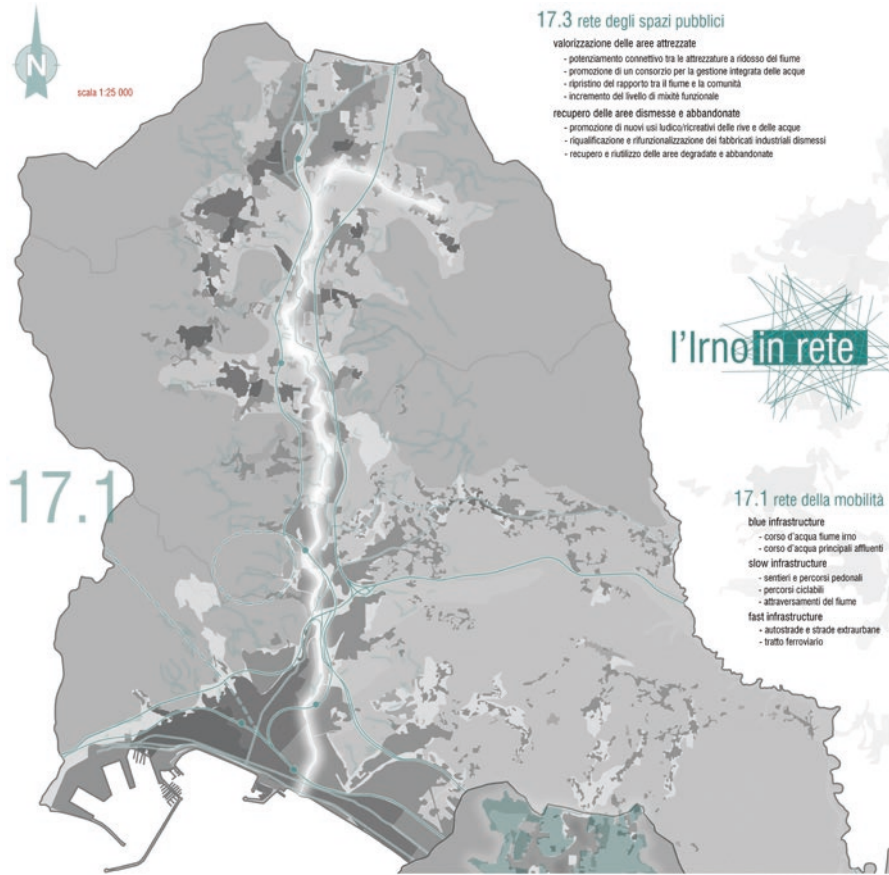 17.3 rete degli spazi pubblici
valorizzazione delle aree attrezzate
- potenziamento connettivo tra le attrezzature a ridosso del fiume
- promozione di un consorzio per la gestione integrata delle acque
- ripristino del rapporto tra il fiume e la comunità
- incremento del livello di mixité funzionale
recupero delle aree dismesse e abbandonate
- promozione di nuovi usi ludico/ricreativi delle rive e delle acque
- riqualificazione e rifunzionalizzazione dei fabbricati industriali dismessi
- recupero e riutilizzo delle aree degradate e abbandonate
N
scala 1:25 000
l'Irno in rete
17.1
17.1 rete della mobilità
blue infrastructure
- corso d'acqua fiume irno
- corso d'acqua principali affluenti
slow infrastructure
- sentieri e percorsi pedonali
- percorsi ciclabili
- attraversamenti del fiume
fast infrastructure
- autostrade e strade extraurbane
- tratto ferroviario